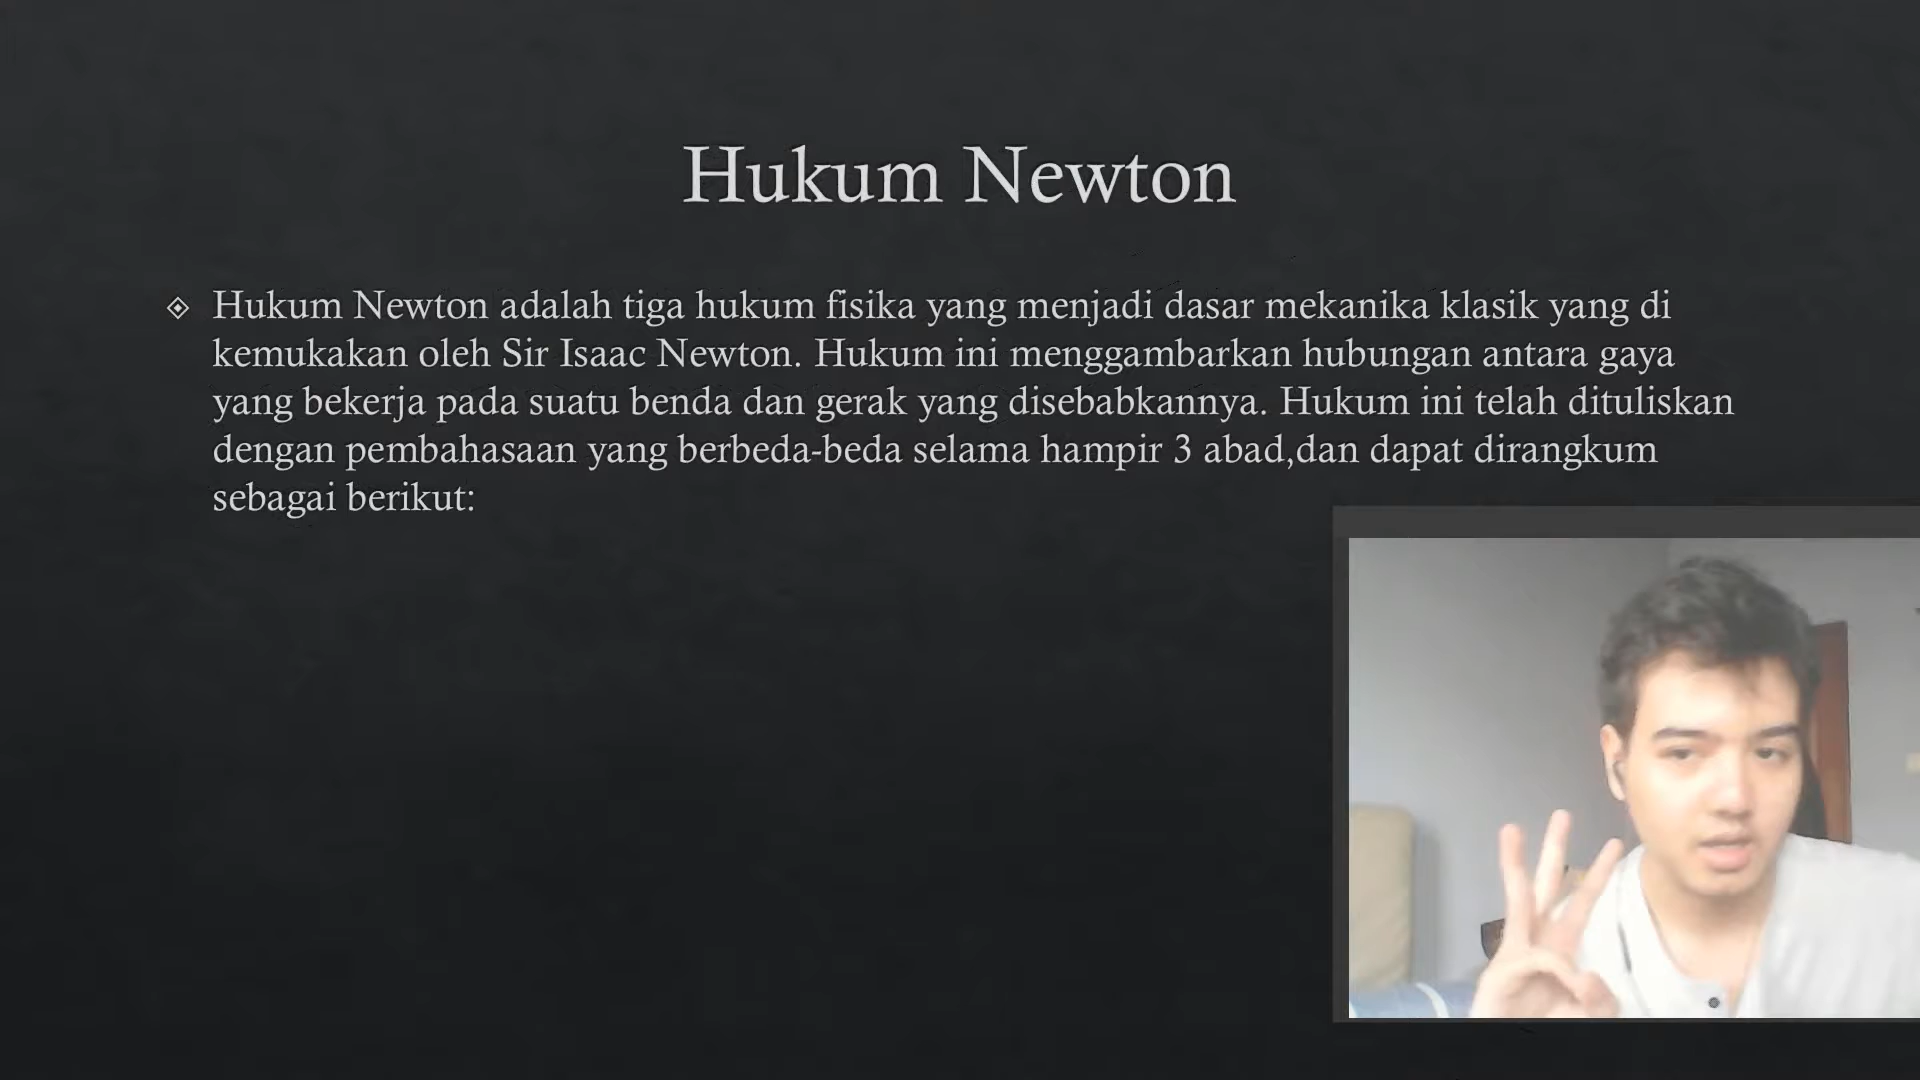 Hukum Newton
Hukum Newton adalah tiga hukum fisika yang menjadi dasar mekanika klasik yang di
kemukakan oleh Sir Isaac Newton. Hukum ini menggambarkan hubungan antara gaya
yang bekerja pada suatu benda dan gerak yang disebabkannya. Hukum ini telah dituliskan
dengan pembahasaan yang berbeda-beda selama hampir 3 abad,dan dapat dirangkum
sebagai berikut: